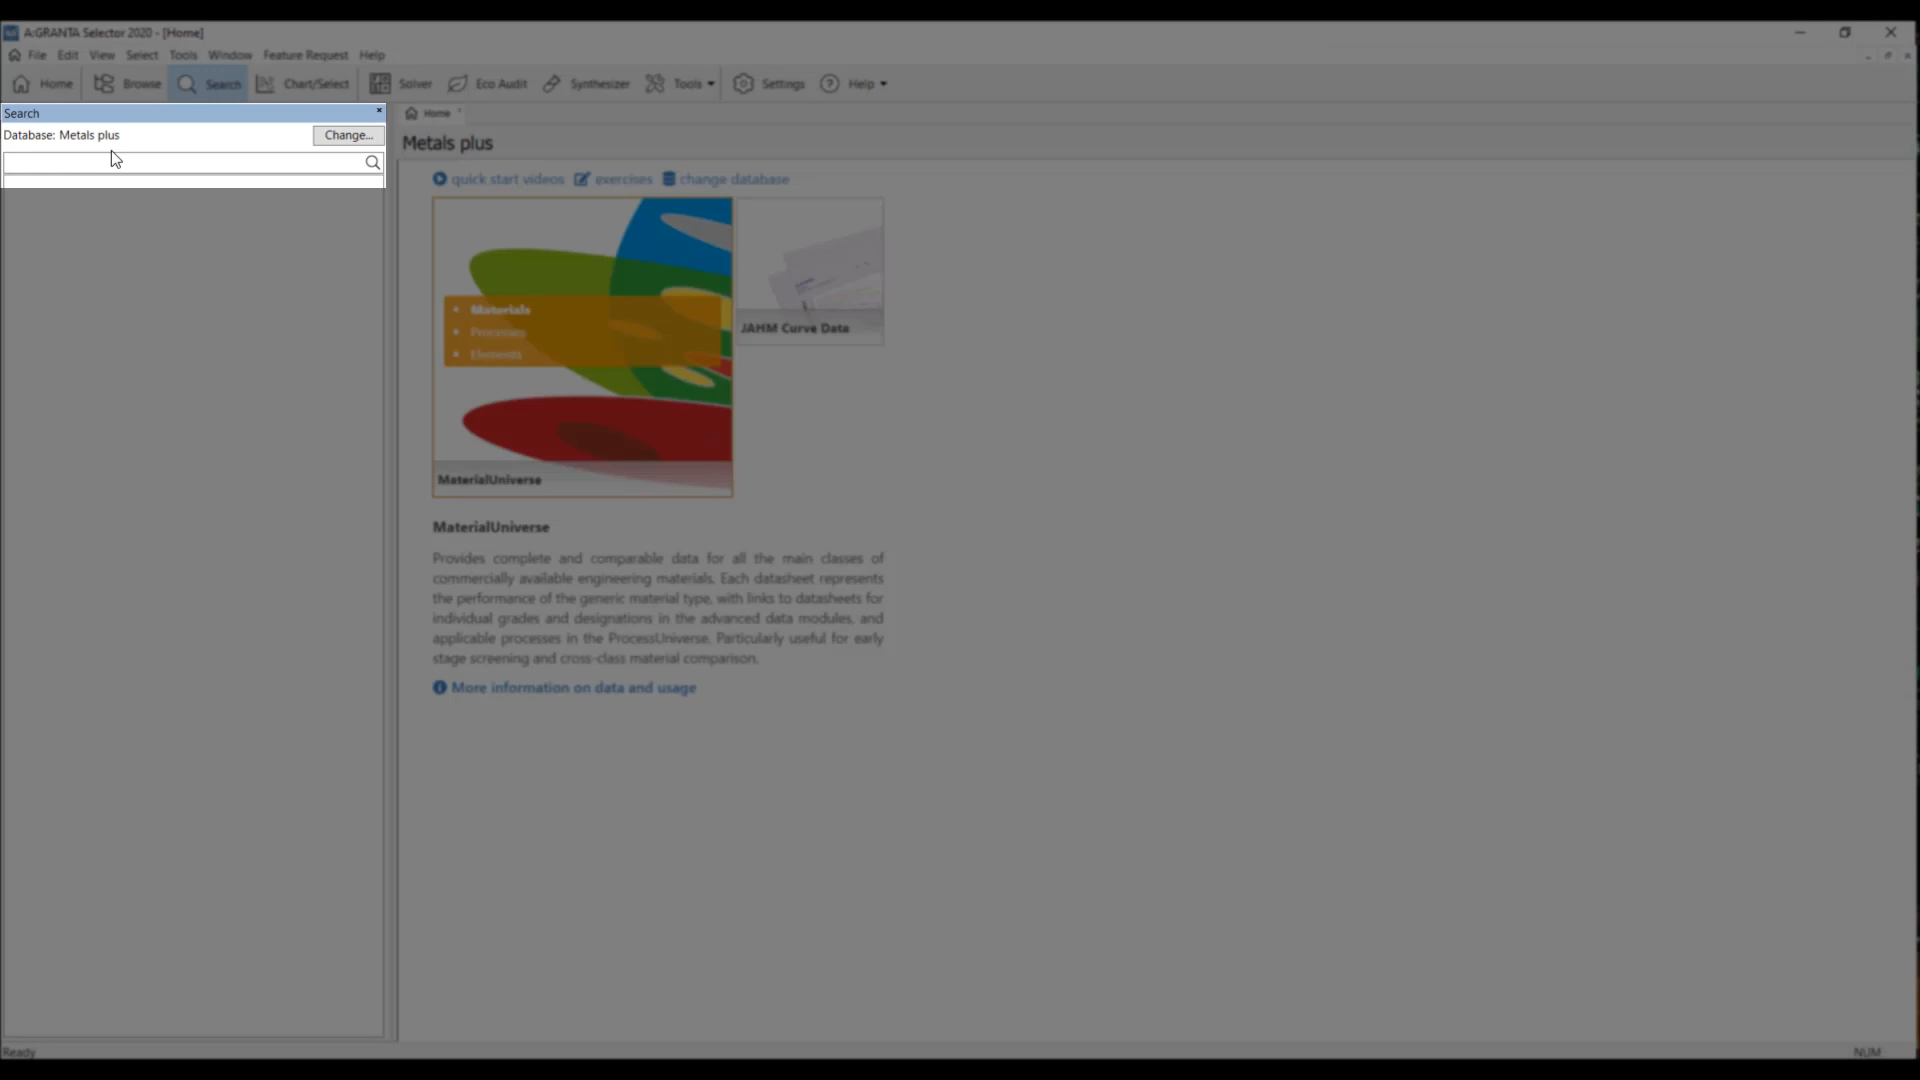 A:GRANTA Selector 2020 - [Home]
File Edit View Select Tools Window Feature Request Help
Home Browse Search Chart/Select Solver Eco Audit Synthesizer Tools Settings Help
Search
Database: Metals plus Change...
Home
Metals plus
quick start videos exercises change database
• Materials
• Processes
• Elements
MaterialUniverse
JAHM Curve Data
MaterialUniverse
Provides complete and comparable data for all the main classes of
commercially available engineering materials. Each datasheet represents
the performance of the generic material type, with links to datasheets for
individual grades and designations in the advanced data modules, and
applicable processes in the ProcessUniverse. Particularly useful for early
stage screening and cross-class material comparison.
More information on data and usage
Ready NUM